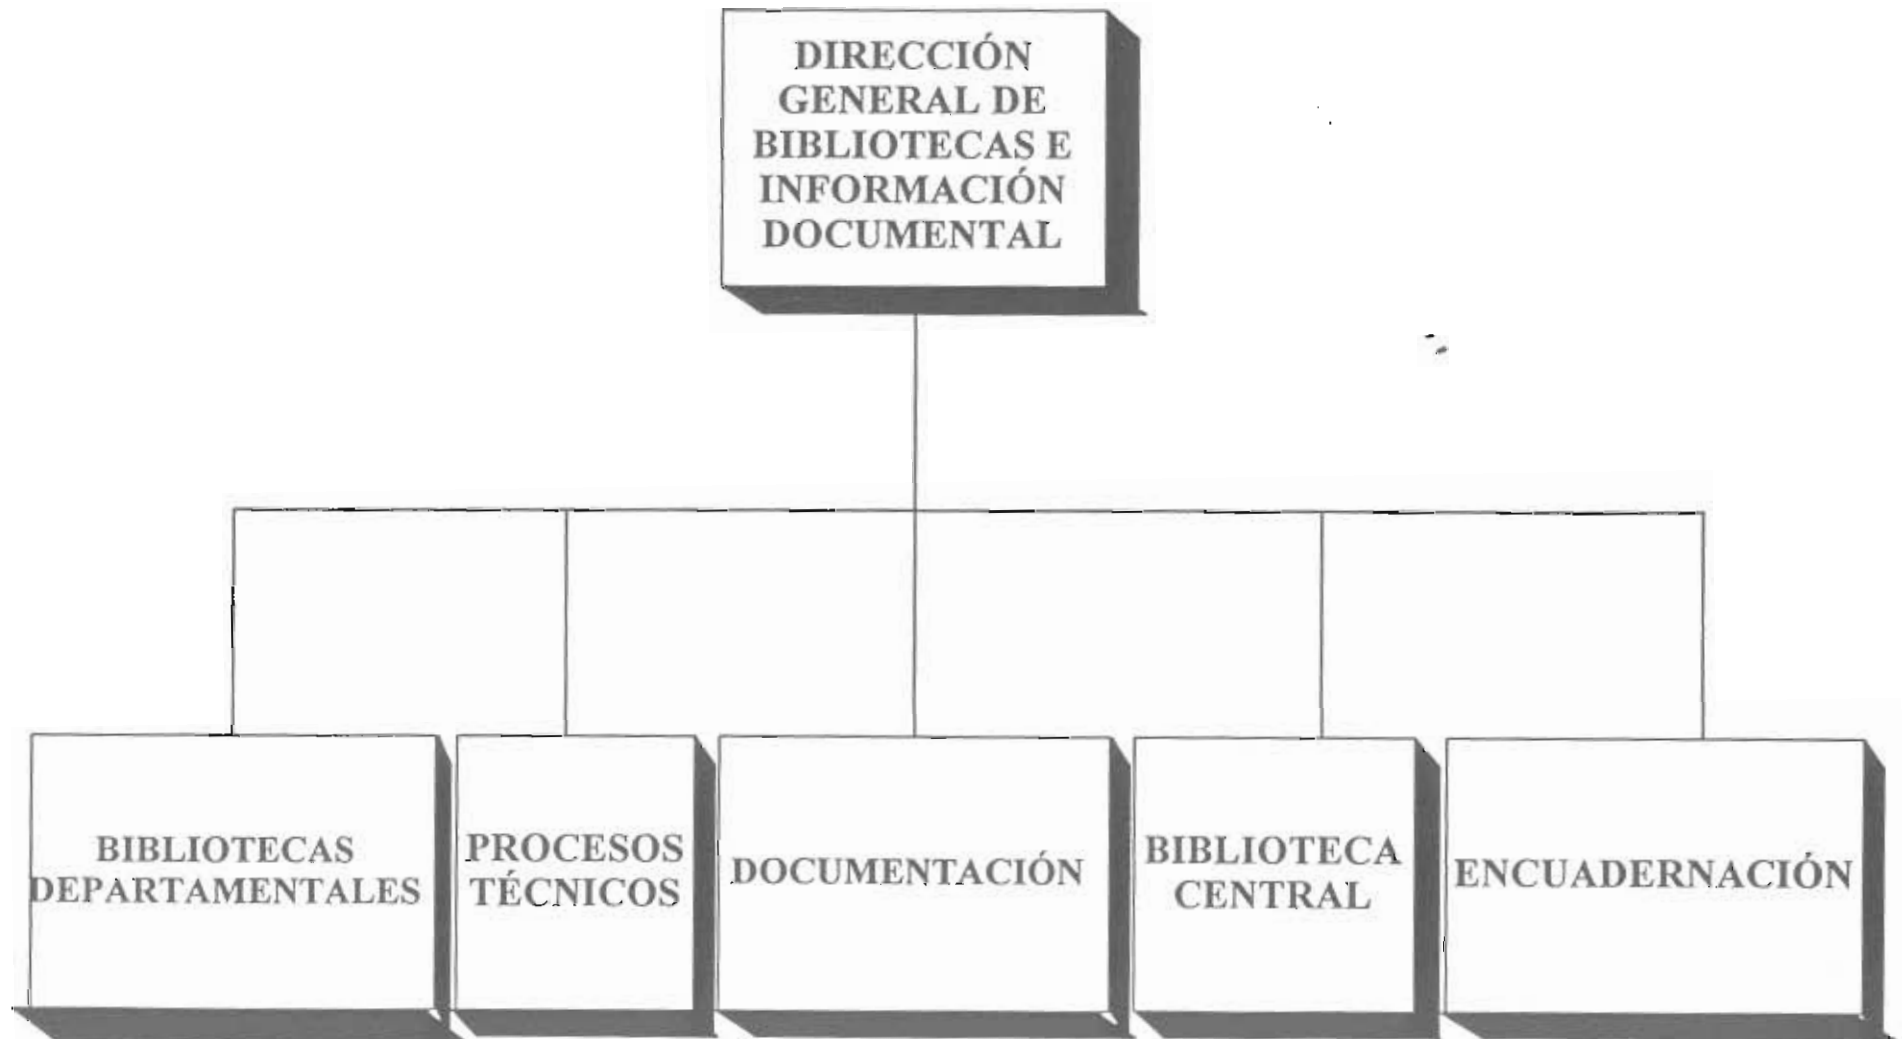 DIRECCIÓN
GENERAL DE
BIBLIOTECAS E
INFORMACIÓN
DOCUMENTAL
BIBLIOTECAS
DEPARTAMENTALES
PROCESOS
TÉCNICOS
DOCUMENTACIÓN
BIBLIOTECA
CENTRAL
ENCUADERNACIÓN